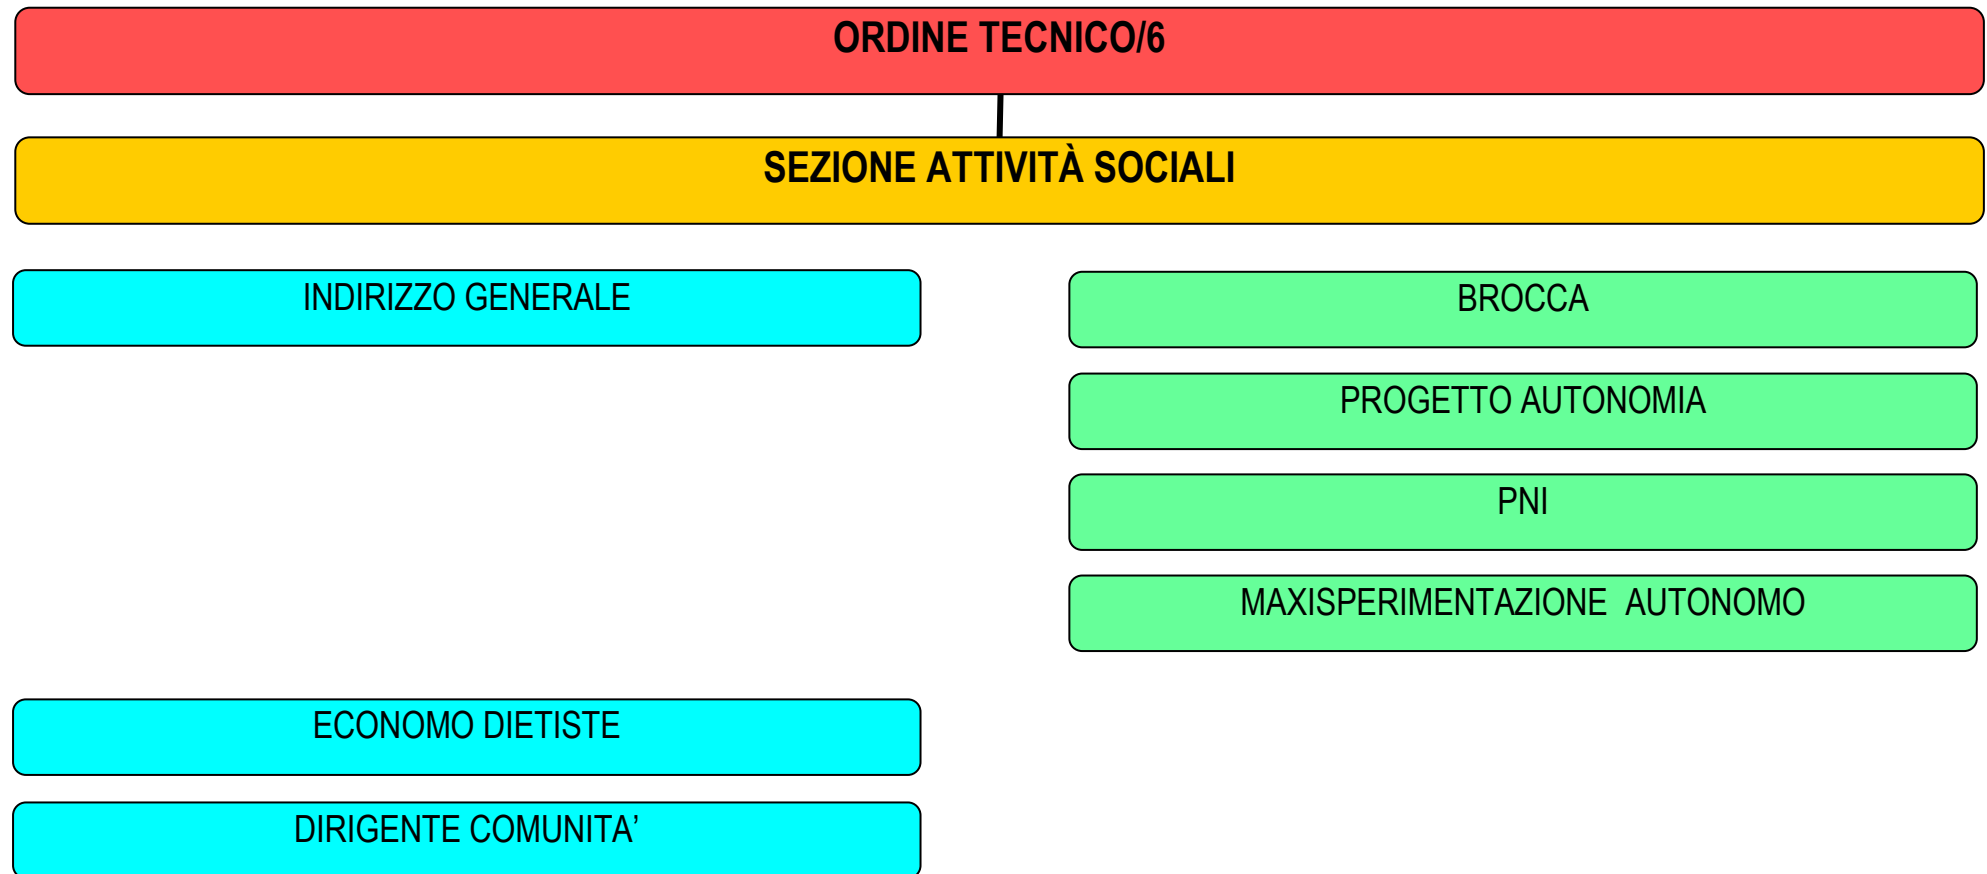 ORDINE TECNICO/6
SEZIONE ATTIVITÀ SOCIALI
INDIRIZZO GENERALE
BROCCA
PROGETTO AUTONOMIA
PNI
MAXISPERIMENTAZIONE  AUTONOMO
ECONOMO DIETISTE
DIRIGENTE COMUNITA’